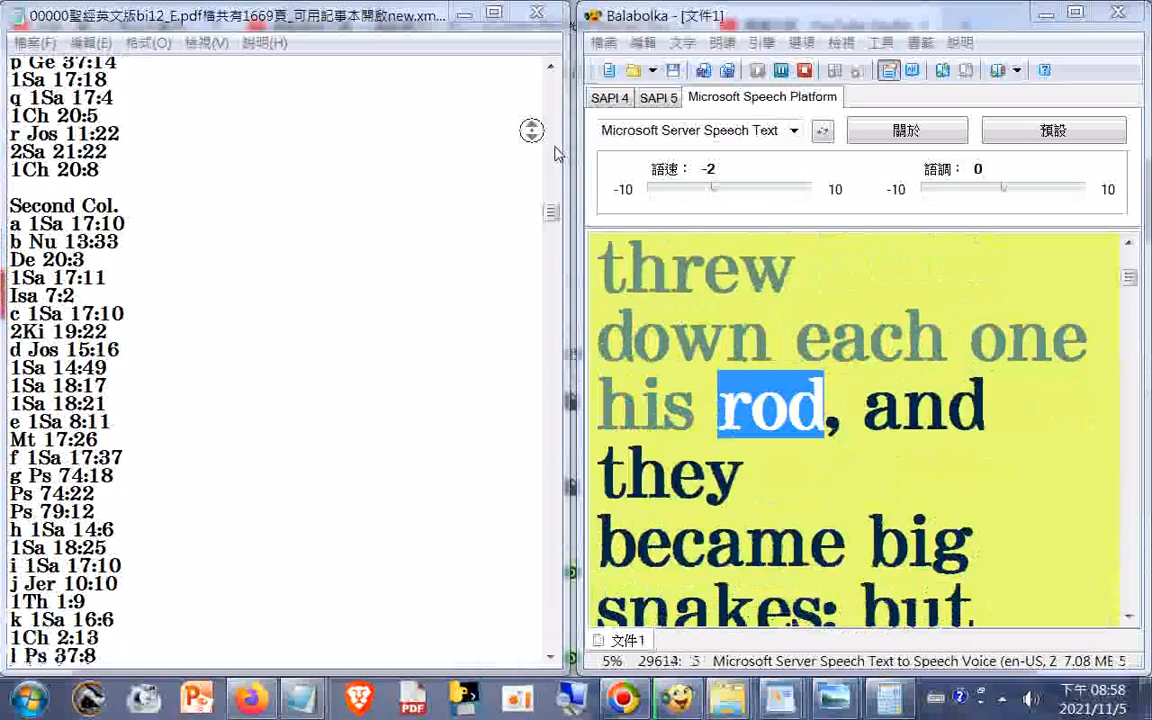 00000聖經英文版bi12_E.pdf檔共有1669頁_可用記事本開啟new.xm...
檔案(F) 編輯(E) 格式(O) 檢視(V) 說明(H)
p Ge 37:14
1Sa 17:18
q 1Sa 17:4
1Ch 20:5
r Jos 11:22
2Sa 21:22
1Ch 20:8
Second Col.
a 1Sa 17:10
b Nu 13:33
De 20:3
1Sa 17:11
Isa 7:2
c 1Sa 17:10
2Ki 19:22
d Jos 15:16
1Sa 14:49
1Sa 18:17
1Sa 18:21
e 1Sa 8:11
Mt 17:26
f 1Sa 17:37
g Ps 74:18
Ps 74:22
Ps 79:12
h 1Sa 14:6
1Sa 18:25
i 1Sa 17:10
j Jer 10:10
1Th 1:9
k 1Sa 16:6
1Ch 2:13
l Ps 37:8
Balabolka - [文件1]
檔案 編輯 文字 朗讀 引擎 選項 檢視 工具 書籤 說明
SAPI 4 SAPI 5 Microsoft Speech Platform
Microsoft Server Speech Text 關於 預設
語速： -2 語調： 0
-10 10 -10 10
threw
down each one
his rod, and
they
became big
snakes; but
文件1
5% Microsoft Server Speech Text to Speech Voice (en-US, 7.08 MB
下午 08:58
2021/11/5